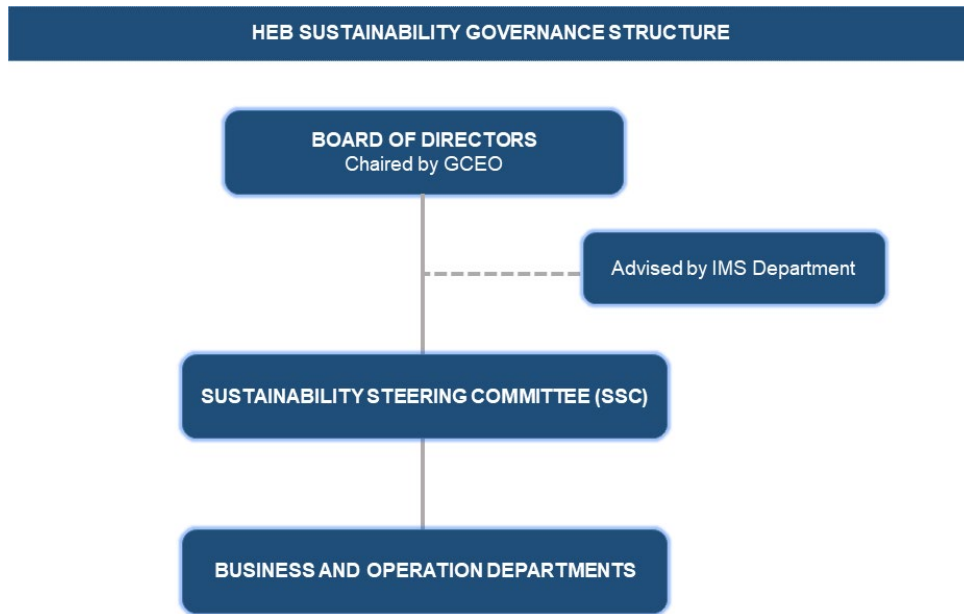 HEB SUSTAINABILITY GOVERNANCE STRUCTURE
BOARD OF DIRECTORS
Chaired by GCEO
Advised by IMS Department
SUSTAINABILITY STEERING COMMITTEE (SSC)
BUSINESS AND OPERATION DEPARTMENTS